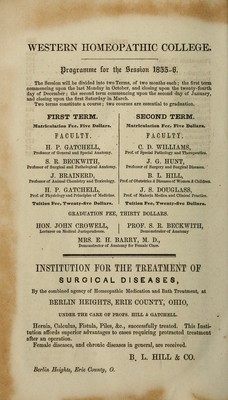 WESTERN HOMEOPATHIC COLLEGE.
Programme for the Session 1855-6.
The Session will be divided into two Terms, of two months each; the first term
commencing upon the last Monday in October, and closing upon the twenty-fourth
day of December; the second term commencing upon the second day of January,
and closing upon the first Saturday in March.
Two terms constitute a course; two courses are essential to graduation.
FIRST TERM.
Matriculation Fee, Five Dollars.
FACULTY.
H. P. GATCHELL,
Professor of General and Special Anatomy.
S. R. BECKWITH,
Professor of Surgical and Pathological Anatomy.
J. BRAINERD,
Professor of Animal Chemistry and Toxicology.
H. P. GATCHELL,
Prof. of Physiology and Principles of Medicine.
Tuition Fee, Twenty-five Dollars.
SECOND TERM.
Matriculation Fee, Five Dollars.
FACULTY.
C. D. WILLIAMS,
Prof. of Special Pathology and Therapeutics.
J. G. HUNT,
Professor of Surgery and Surgical Diseases.
B. L. HILL,
Prof. of Obstetrics & Diseases of Women & Children.
J. S. DOUGLASS,
Prof. of Materia Medica and Clinical Practice.
Tuition Fee, Twenty-five Dollars.
GRADUATION FEE, THIRTY DOLLARS.
HON. JOHN CROWELL,
Lecturer on Medical Jurisprudence.
PROF. S. R. BECKWITH,
Demonstrator of Anatomy
MRS. E. H. BARRY, M. D.,
Demonstrator of Anatomy for Female Class.
INSTITUTION FOR THE TREATMENT OF
SURGICAL DISEASES,
By the combined agency of Homeopathic Medication and Bath Treatment, at
BERLIN HEIGHTS, ERIE COUNTY, OHIO,
UNDER THE CARE OF PROFS. HILL & GATCHELL.
Hernia, Calculus, Fistula, Piles, &c., successfully treated. This Insti-
tution affords superior advantages to cases requiring protracted treatment
after an operation.
Female diseases, and chronic diseases in general, are received.
B. L. HILL & CO.
Berlin Heights, Erie County, O.